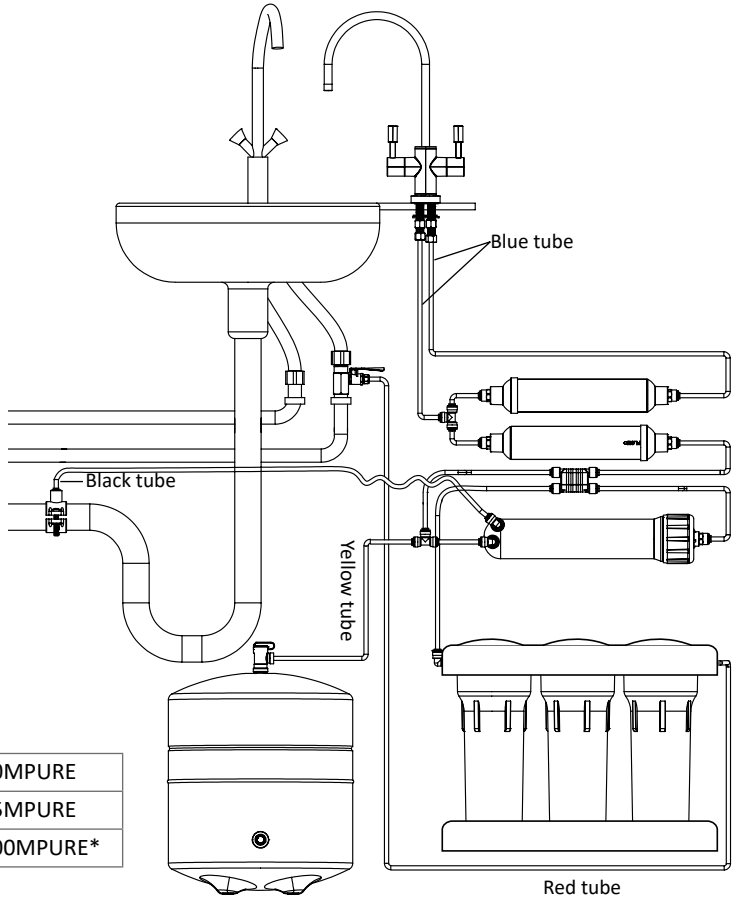 Blue tube
Black tube
Yellow tube
0MPURE
5MPURE
00MPURE*
Red tube